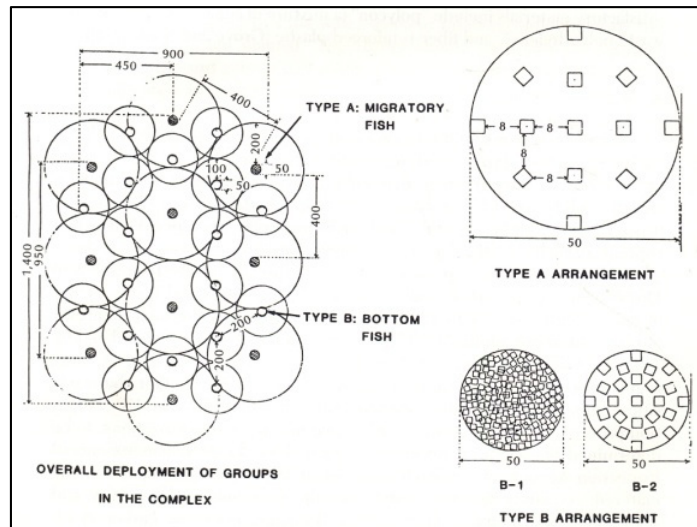 900
450
400
TYPE A: MIGRATORY
FISH
200
50
100
50
400
1,400
950
TYPE B: BOTTOM
FISH
200
200
OVERALL DEPLOYMENT OF GROUPS
IN THE COMPLEX
8
8
8
8
50
TYPE A ARRANGEMENT
50
50
B-1
B-2
TYPE B ARRANGEMENT